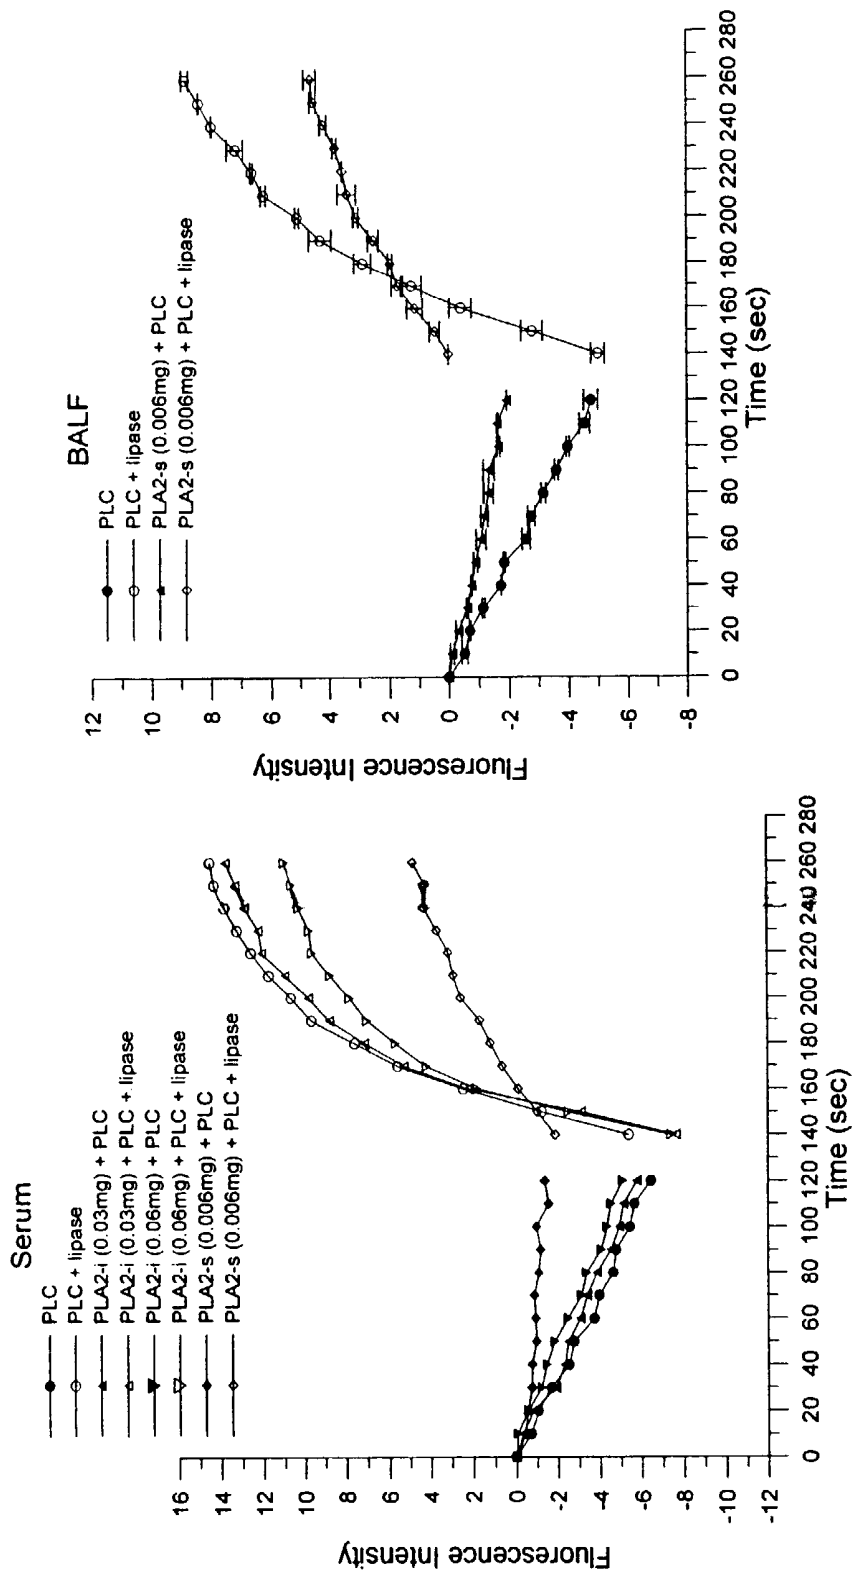 Serum
PLC
PLC + lipase
PLA2-i (0.03mg) + PLC
PLA2-i (0.03mg) + PLC + lipase
PLA2-i (0.06mg) + PLC
PLA2-i (0.06mg) + PLC + lipase
PLA2-s (0.006mg) + PLC
PLA2-s (0.006mg) + PLC + lipase
Fluorescence Intensity
16
14
12
10
8
6
4
2
0
-2
-4
-6
-8
-10
-12
0 20 40 60 80 100 120 140 160 180 200 220 240 260 280
Time (sec)
BALF
PLC
PLC + lipase
PLA2-s (0.006mg) + PLC
PLA2-s (0.006mg) + PLC + lipase
Fluorescence Intensity
12
10
8
6
4
2
0
-2
-4
-6
-8
0 20 40 60 80 100 120 140 160 180 200 220 240 260 280
Time (sec)